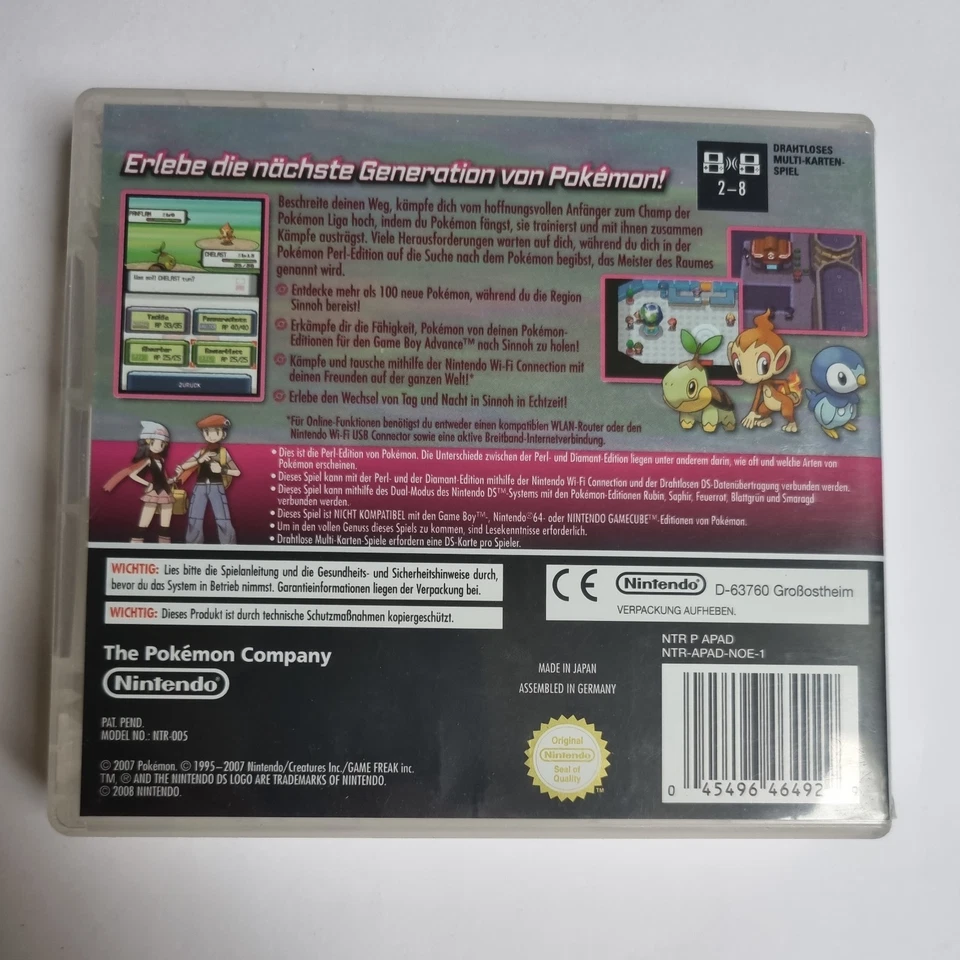 Erlebe die nächste Generation von Pokémon!
2–8
DRAHTLOSES
MULTI-KARTEN-
SPIEL
Beschreite deinen Weg, kämpfe dich vom hoffnungsvollen Anfänger zum Champ der
Pokémon Liga hoch, indem du Pokémon fängst, sie trainierst und mit ihnen zusammen
Kämpfe austrägst. Viele Herausforderungen warten auf dich, während du dich in der
Pokémon Perl-Edition auf die Suche nach dem Pokémon begibst, das Meister des Raumes
genannt wird.
Entdecke mehr als 100 neue Pokémon, während du die Region
Sinnoh bereist!
Erkämpfe dir die Fähigkeit, Pokémon von deinen Pokémon-
Editionen für den Game Boy Advance™ nach Sinnoh zu holen!
Kämpfe und tausche mithilfe der Nintendo Wi-Fi Connection mit
deinen Freunden auf der ganzen Welt!*
Erlebe den Wechsel von Tag und Nacht in Sinnoh in Echtzeit!
*Für Online-Funktionen benötigst du entweder einen kompatiblen WLAN-Router oder den
Nintendo Wi-Fi USB Connector sowie eine aktive Breitband-Internetverbindung.
PANFLAM
CHELAST
Was soll CHELAST tun?
Tackle
Panzerschutz
Absorber
ZURÜCK
• Dies ist die Perl-Edition von Pokémon. Die Unterschiede zwischen der Perl- und Diamant-Edition liegen unter anderem darin, wie oft und welche Arten von
Pokémon erscheinen.
• Dieses Spiel kann mit der Perl- und der Diamant-Edition mithilfe der Nintendo Wi-Fi Connection und der Drahtlosen DS-Datenübertragung verbunden werden.
• Dieses Spiel kann mithilfe des Dual-Modus des Nintendo DS™-Systems mit den Pokémon-Editionen Rubin, Saphir, Feuerrot, Blattgrün und Smaragd
verbunden werden.
• Dieses Spiel ist NICHT KOMPATIBEL mit den Game Boy™-, Nintendo®64- oder NINTENDO GAMECUBE™-Editionen von Pokémon.
• Um in den vollen Genuss dieses Spiels zu kommen, sind Lesekenntnisse erforderlich.
• Drahtlose Multi-Karten-Spiele erfordern eine DS-Karte pro Spieler.
WICHTIG: Lies bitte die Spielanleitung und die Gesundheits- und Sicherheitshinweise durch,
bevor du das System in Betrieb nimmst. Garantieinformationen liegen der Verpackung bei.
WICHTIG: Dieses Produkt ist durch technische Schutzmaßnahmen kopiergeschützt.
CE Nintendo® D-63760 Großostheim
VERPACKUNG AUFHEBEN.
The Pokémon Company
Nintendo®
PAT. PEND.
MODEL NO.: NTR-005
© 2007 Pokémon. © 1995–2007 Nintendo/Creatures Inc./GAME FREAK inc.
TM, ® AND THE NINTENDO DS LOGO ARE TRADEMARKS OF NINTENDO.
© 2008 NINTENDO.
MADE IN JAPAN
ASSEMBLED IN GERMANY
Original
Nintendo
Seal of
Quality
TM
NTR P APAD
NTR-APAD-NOE-1
0 45496 46492 9